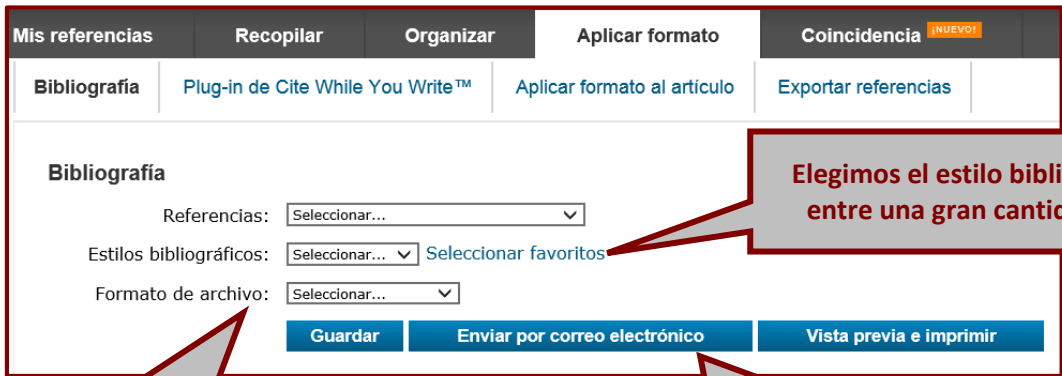 Mis referencias Recopilar Organizar Aplicar formato Coincidencia ¡NUEVO!
Bibliografía Plug-in de Cite While You Write™ Aplicar formato al artículo Exportar referencias
Bibliografía
Elegimos el estilo bibli
entre una gran cantid
Referencias: Seleccionar...
Estilos bibliográficos: Seleccionar... Seleccionar favoritos
Formato de archivo: Seleccionar...
Guardar Enviar por correo electrónico Vista previa e imprimir